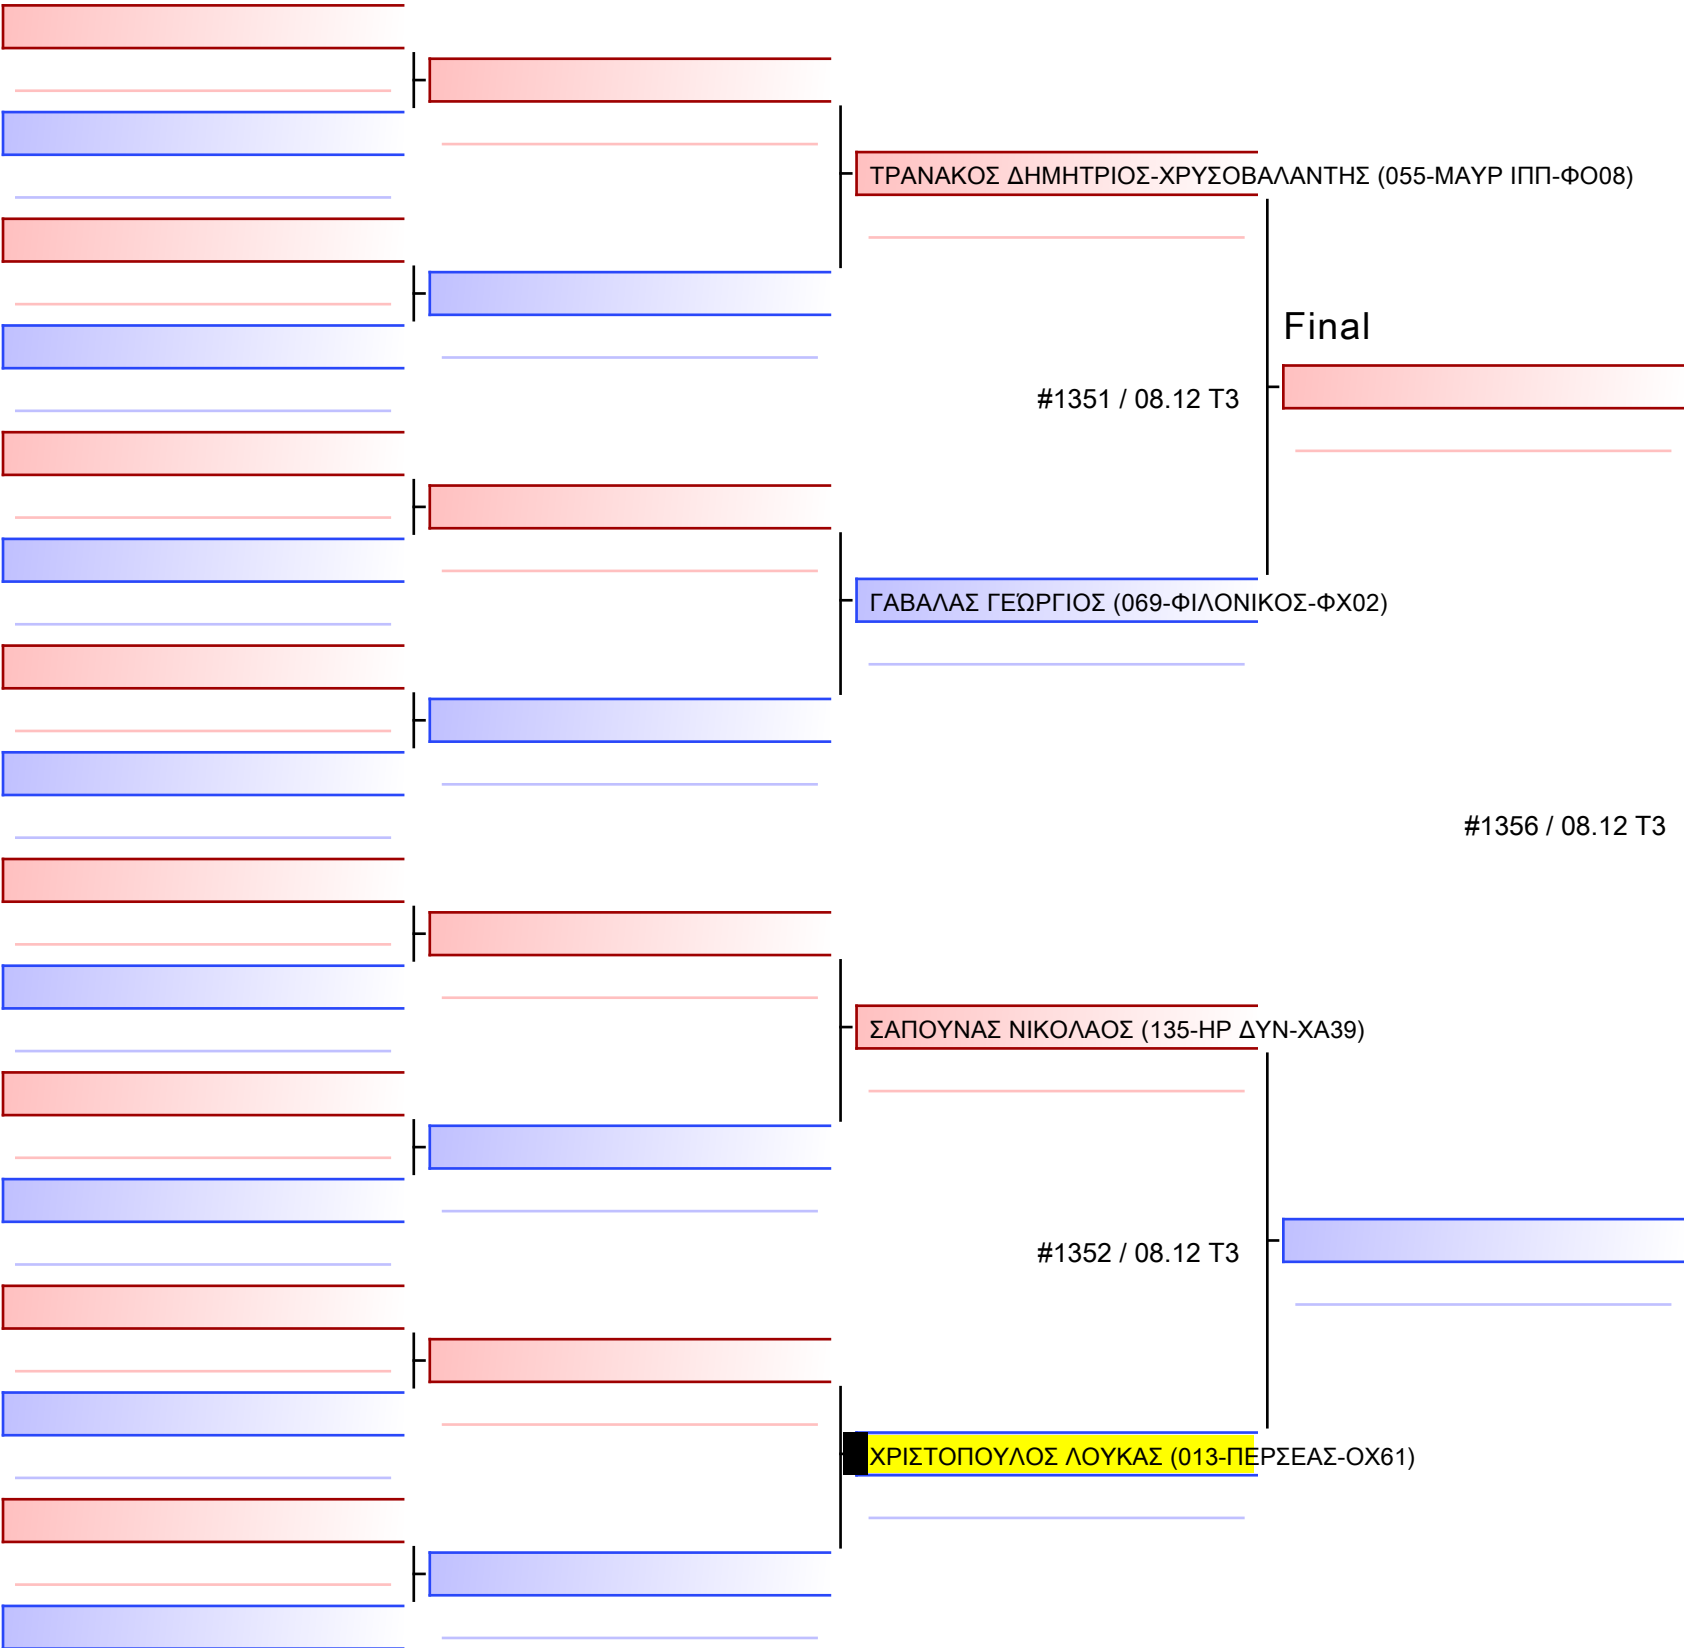 ΤΡΑΝΑΚΟΣ ΔΗΜΗΤΡΙΟΣ-ΧΡΥΣΟΒΑΛΑΝΤΗΣ (055-ΜΑΥΡ ΙΠΠ-ΦΟ08)
Final
#1351 / 08.12 T3
ΓΑΒΑΛΑΣ ΓΕΏΡΓΙΟΣ (069-ΦΙΛΟΝΙΚΟΣ-ΦΧ02)
#1356 / 08.12 T3
ΣΑΠΟΥΝΑΣ ΝΙΚΟΛΑΟΣ (135-ΗΡ ΔΥΝ-ΧΑ39)
#1352 / 08.12 T3
ΧΡΙΣΤΟΠΟΥΛΟΣ ΛΟΥΚΑΣ (013-ΠΕΡΣΕΑΣ-ΟΧ61)